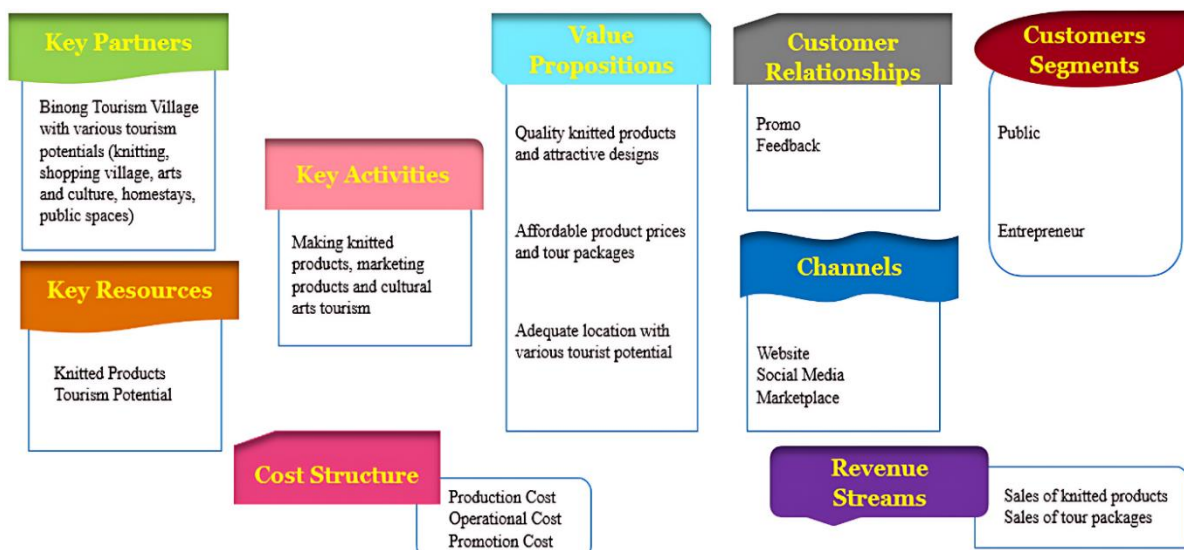 Key Partners
Binong Tourism Village
with various tourism
potentials (knitting,
shopping village, arts
and culture, homestays,
public spaces)
Key Resources
Knitted Products
Tourism Potential
Key Activities
Making knitted
products, marketing
products and cultural
arts tourism
Value
Propositions
Quality knitted products
and attractive designs
Affordable product prices
and tour packages
Adequate location with
various tourist potential
Customer
Relationships
Promo
Feedback
Channels
Website
Social Media
Marketplace
Customers
Segments
Public
Entrepreneur
Cost Structure
Production Cost
Operational Cost
Promotion Cost
Revenue
Streams
Sales of knitted products
Sales of tour packages